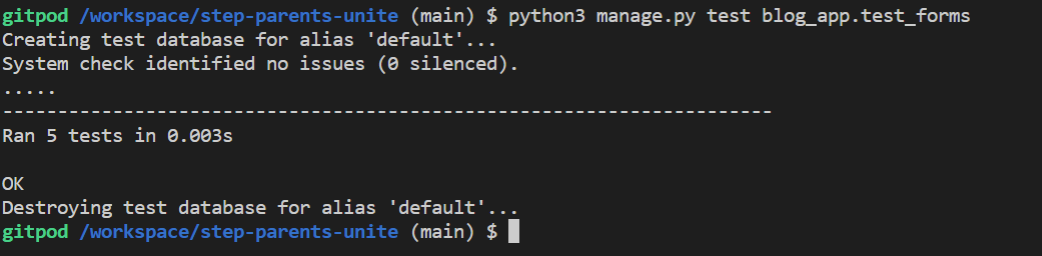 gitpod /workspace/step-parents-unite (main) $ python3 manage.py test blog_app.test_forms
Creating test database for alias 'default'...
System check identified no issues (0 silenced).
.....
----------------------------------------------------------------------
Ran 5 tests in 0.003s

OK
Destroying test database for alias 'default'...
gitpod /workspace/step-parents-unite (main) $